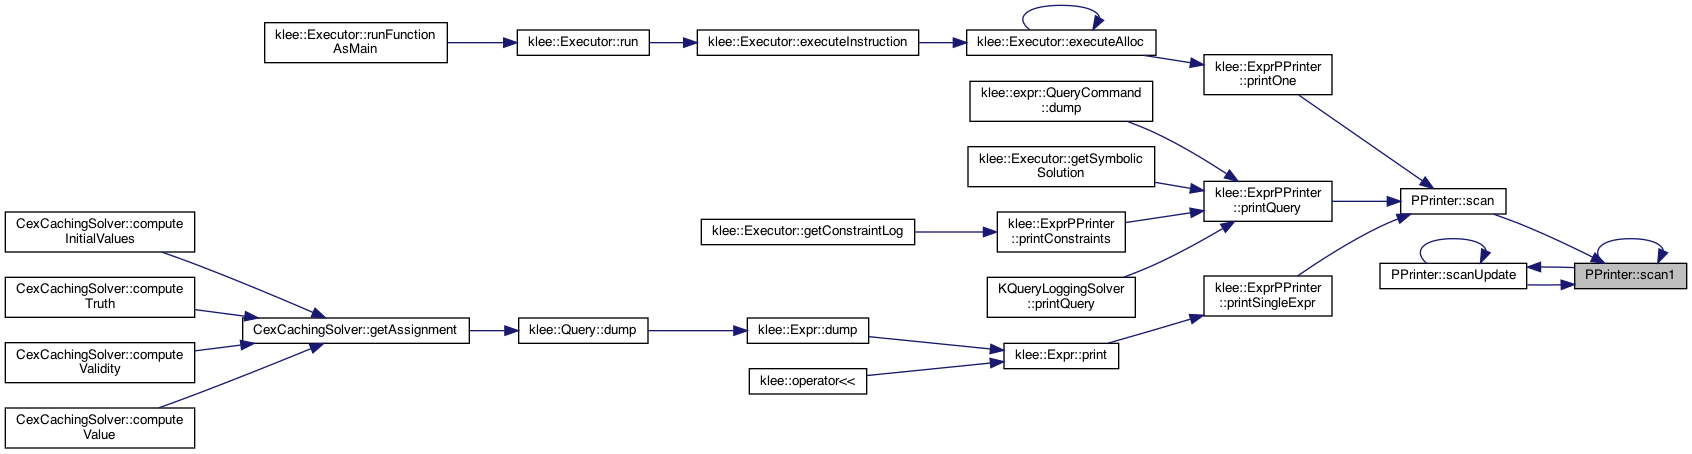 klee::Executor::runFunction
AsMain
klee::Executor::run
klee::Executor::executeInstruction
klee::Executor::executeAlloc
klee::ExprPPrinter
::printOne
klee::expr::QueryCommand
::dump
klee::Executor::getSymbolic
Solution
klee::ExprPPrinter
::printQuery
PPrinter::scan
klee::Executor::getConstraintLog
klee::ExprPPrinter
::printConstraints
PPrinter::scanUpdate
PPrinter::scan1
KQueryLoggingSolver
::printQuery
klee::ExprPPrinter
::printSingleExpr
CexCachingSolver::compute
InitialValues
CexCachingSolver::compute
Truth
CexCachingSolver::getAssignment
klee::Query::dump
klee::Expr::dump
klee::Expr::print
CexCachingSolver::compute
Validity
klee::operator<<
CexCachingSolver::compute
Value